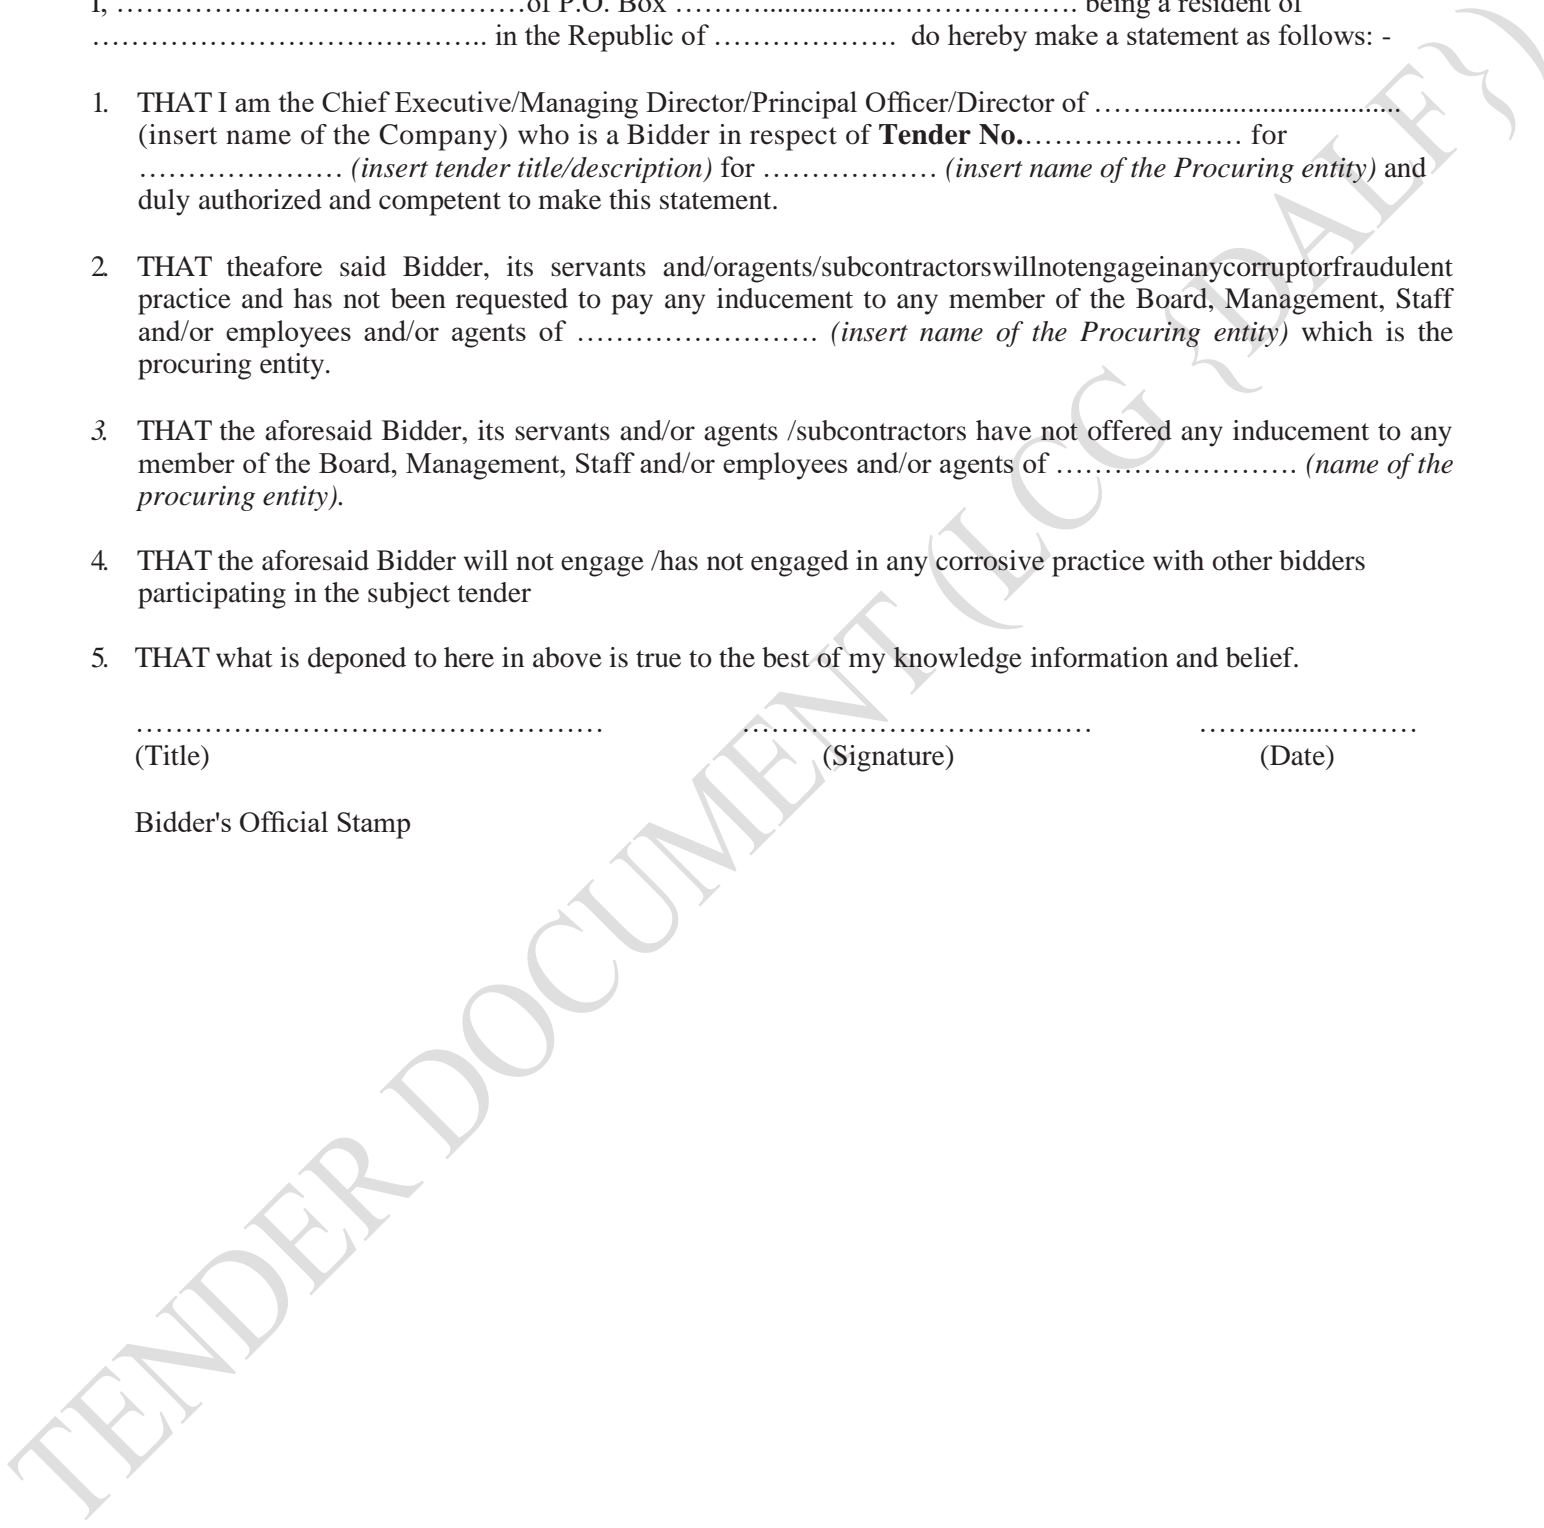 I, ……………………………………of P.O. Box ………......................………………. being a resident of
………………………………….. in the Republic of ………………. do hereby make a statement as follows: -
1. THAT I am the Chief Executive/Managing Director/Principal Officer/Director of ……..................................
(insert name of the Company) who is a Bidder in respect of Tender No.…………………. for
………………… (insert tender title/description) for ……………… (insert name of the Procuring entity) and
duly authorized and competent to make this statement.
2. THAT theafore said Bidder, its servants and/oragents/subcontractorswillnotengageinanycorruptorfraudulent
practice and has not been requested to pay any inducement to any member of the Board, Management, Staff
and/or employees and/or agents of ……………………. (insert name of the Procuring entity) which is the
procuring entity.
3. THAT the aforesaid Bidder, its servants and/or agents /subcontractors have not offered any inducement to any
member of the Board, Management, Staff and/or employees and/or agents of ……………………. (name of the
procuring entity).
4. THAT the aforesaid Bidder will not engage /has not engaged in any corrosive practice with other bidders
participating in the subject tender
5. THAT what is deponed to here in above is true to the best of my knowledge information and belief.
………………………………………… ……………………………… ……..........………
(Title) (Signature) (Date)
Bidder's Official Stamp
TENDER DOCUMENT (LCG {DALF})